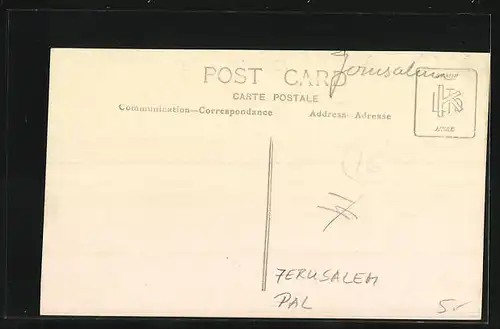 Jerusalem
POST CARD
CARTE POSTALE
Communication—Correspondance
Address-Adresse
JERUSALEM
PAL
5.-